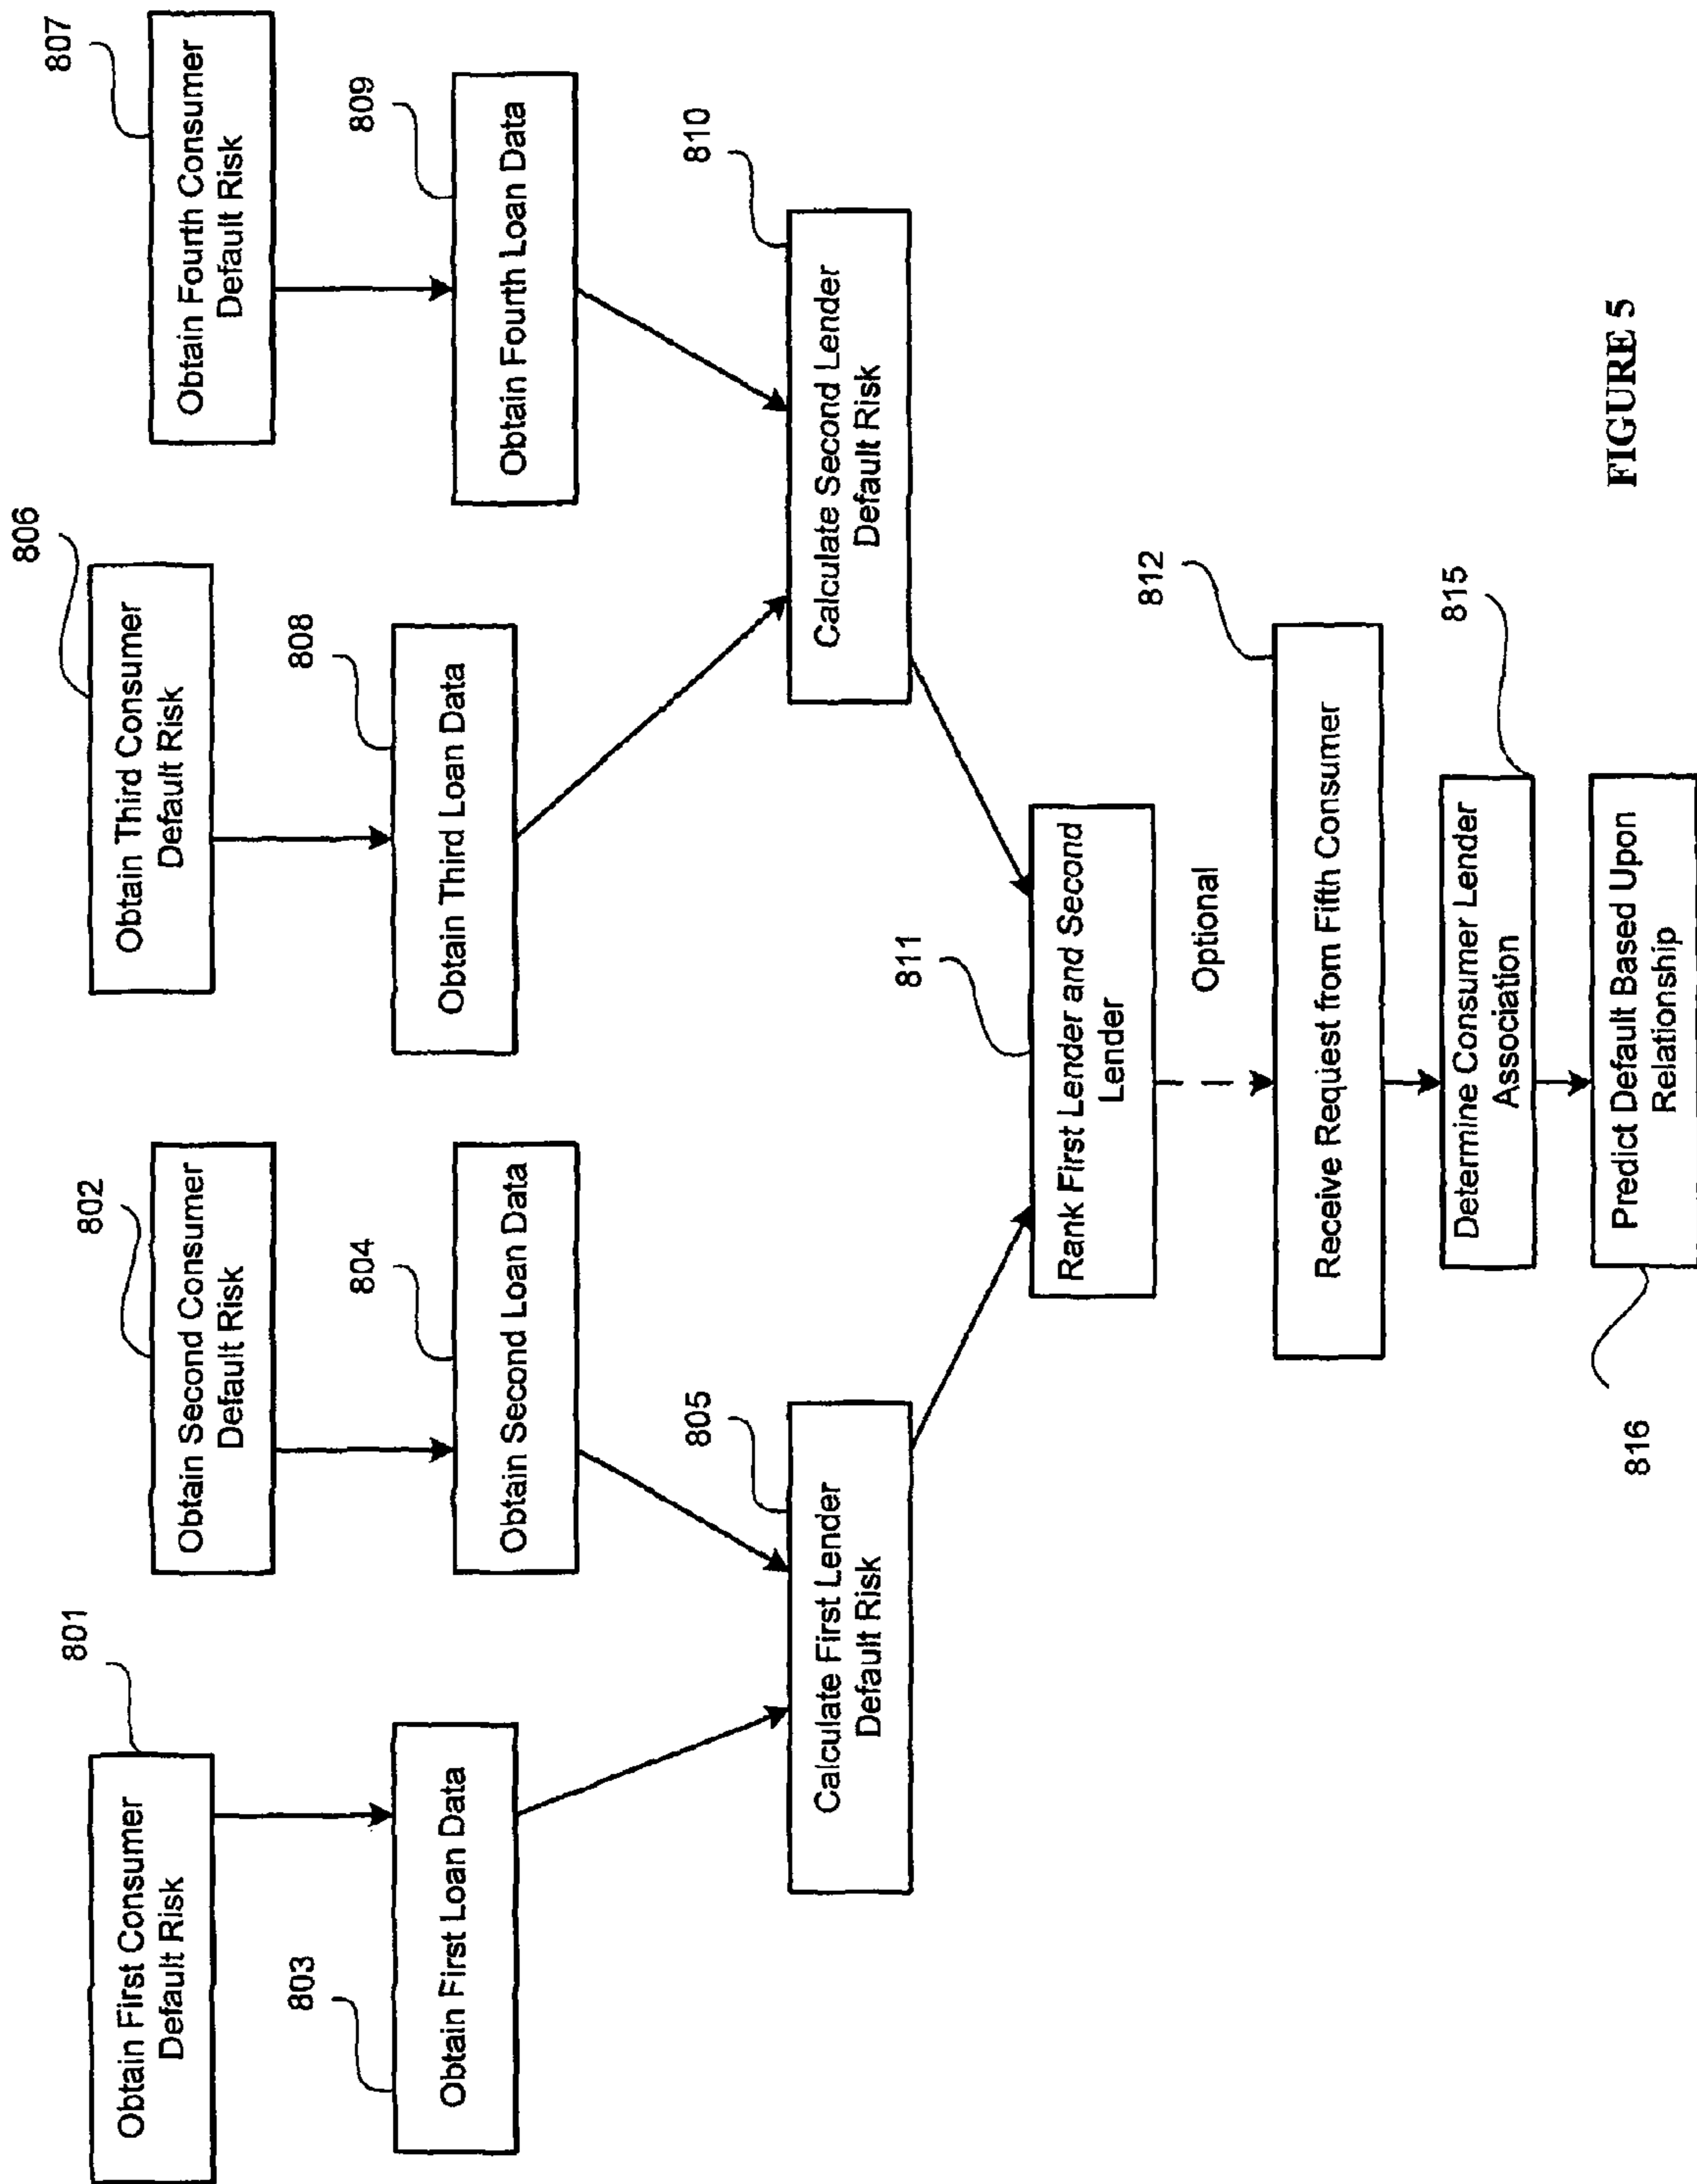 801
Obtain First Consumer
Default Risk
802
Obtain Second Consumer
Default Risk
806
Obtain Third Consumer
Default Risk
807
Obtain Fourth Consumer
Default Risk
803
Obtain First Loan Data
804
Obtain Second Loan Data
808
Obtain Third Loan Data
809
Obtain Fourth Loan Data
805
Calculate First Lender
Default Risk
810
Calculate Second Lender
Default Risk
811
Rank First Lender and Second
Lender
Optional
812
Receive Request from Fifth Consumer
815
Determine Consumer Lender
Association
816
Predict Default Based Upon
Relationship
FIGURE 5